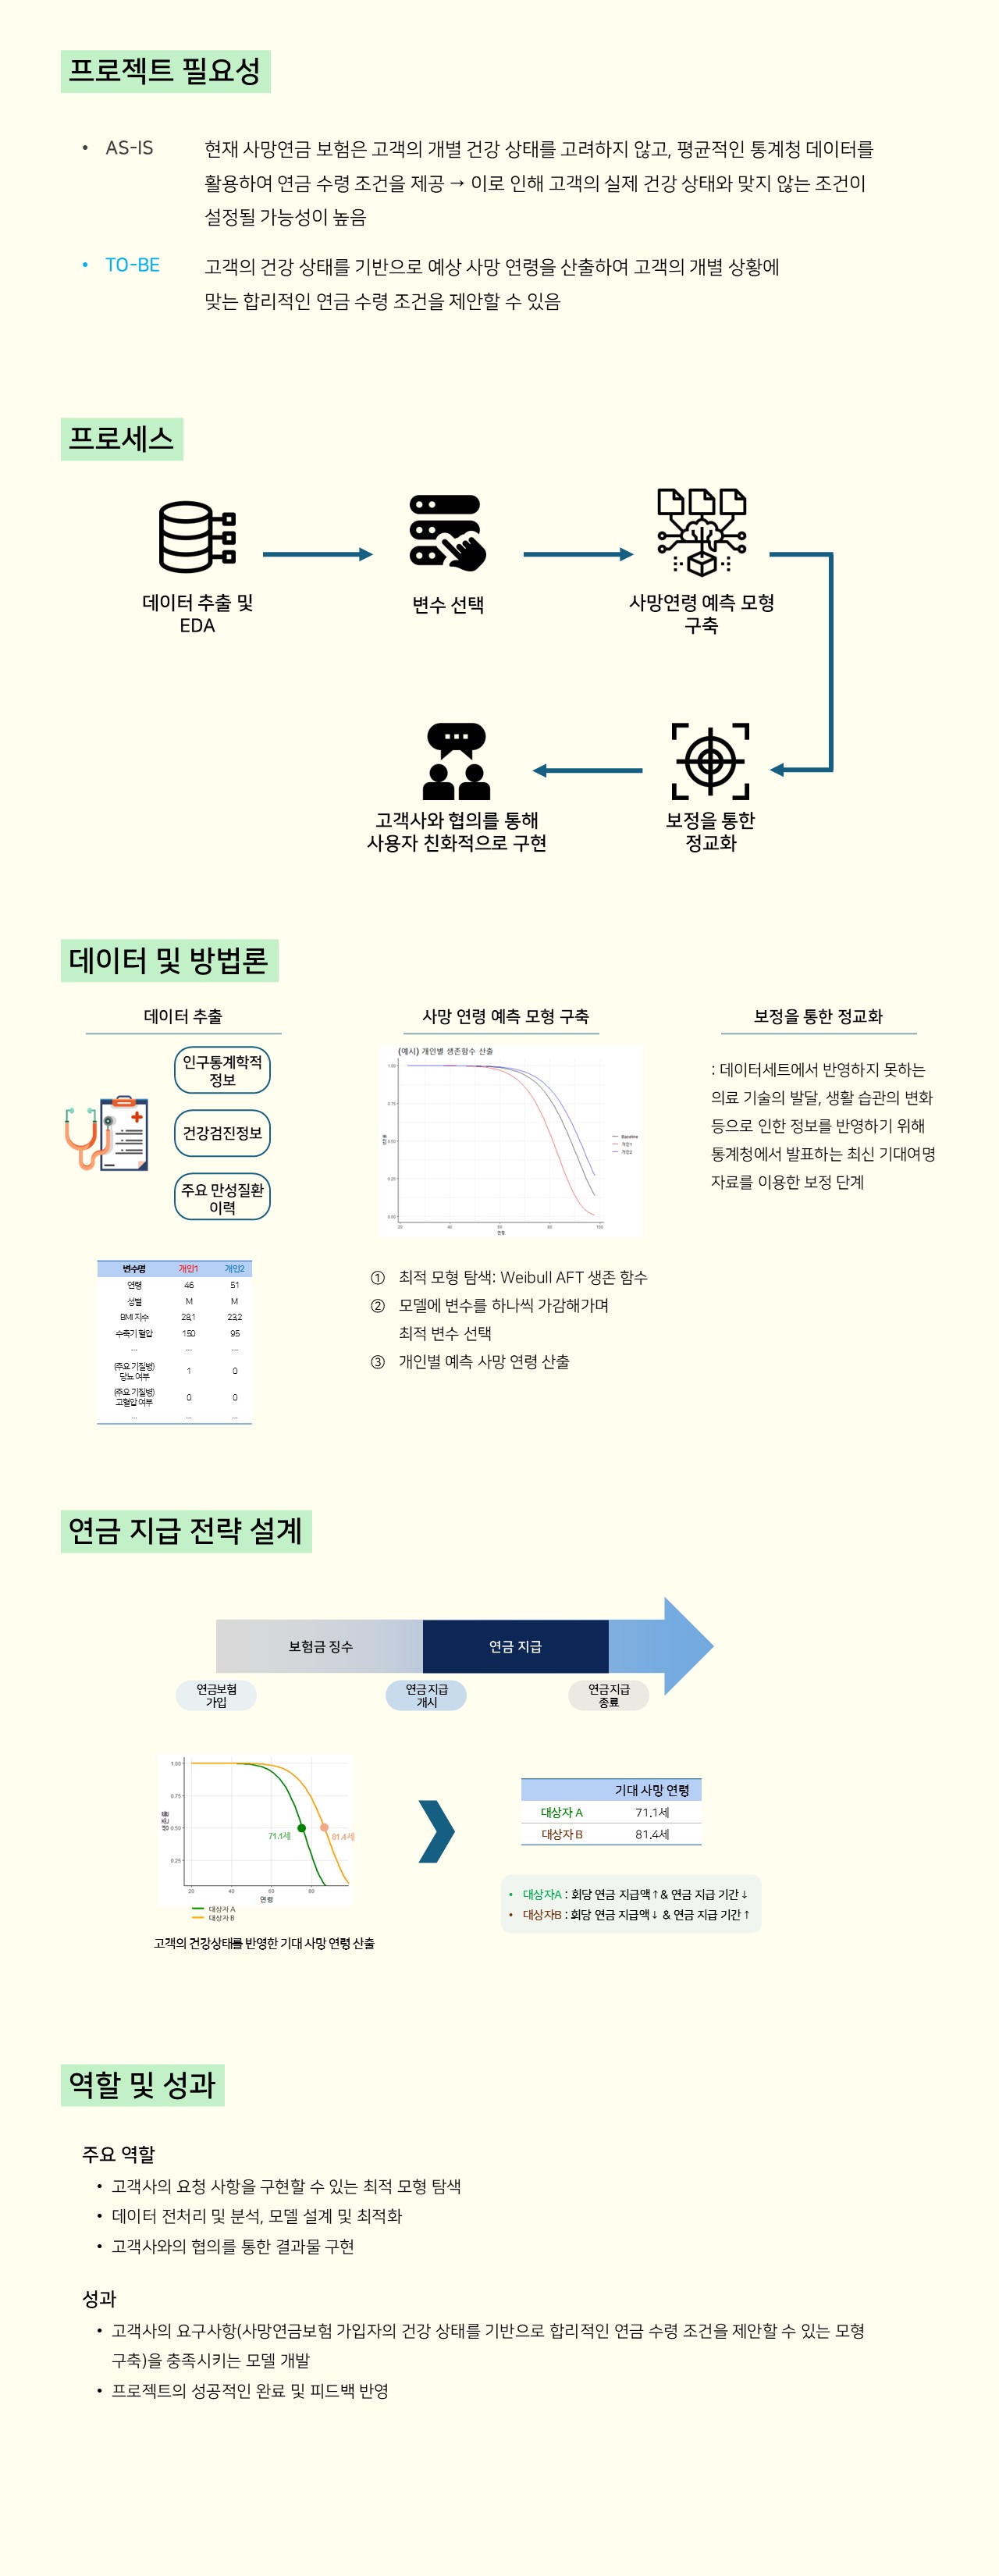 프로젝트 필요성
• AS-IS
현재 사망연금 보험은 고객의 개별 건강 상태를 고려하지 않고, 평균적인 통계청 데이터를
활용하여 연금 수령 조건을 제공 → 이로 인해 고객의 실제 건강 상태와 맞지 않는 조건이
설정될 가능성이 높음
• TO-BE
고객의 건강 상태를 기반으로 예상 사망 연령을 산출하여 고객의 개별 상황에
맞는 합리적인 연금 수령 조건을 제안할 수 있음
프로세스
데이터 추출 및
EDA
변수 선택
사망연령 예측 모형
구축
고객사와 협의를 통해
사용자 친화적으로 구현
보정을 통한
정교화
데이터 및 방법론
데이터 추출
인구통계학적
정보
건강검진정보
주요 만성질환
이력
변수명 개인1 개인2
연령 46 51
성별 M M
BMI 지수 28.1 23.2
수축기 혈압 150 95
... ... ...
(주요 기질병)
당뇨 여부 1 0
(주요 기질병)
고혈압 여부 0 0
... ... ...
사망 연령 예측 모형 구축
(예시) 개인별 생존함수 산출
1.00
0.75
0.50
0.25
0.00
생존율
20 40 60 80 100
연령
Baseline
개인1
개인2
① 최적 모형 탐색: Weibull AFT 생존 함수
② 모델에 변수를 하나씩 가감해가며
최적 변수 선택
③ 개인별 예측 사망 연령 산출
보정을 통한 정교화
: 데이터세트에서 반영하지 못하는
의료 기술의 발달, 생활 습관의 변화
등으로 인한 정보를 반영하기 위해
통계청에서 발표하는 최신 기대여명
자료를 이용한 보정 단계
연금 지급 전략 설계
보험금 징수
연금 지급
연금보험
가입
연금 지급
개시
연금 지급
종료
1.00
0.75
0.50
0.25
생존율
71.1세
81.4세
20 40 60 80
연령
대상자 A
대상자 B
고객의 건강상태를 반영한 기대 사망 연령 산출
기대 사망 연령
대상자 A 71.1세
대상자 B 81.4세
• 대상자A : 회당 연금 지급액↑& 연금 지급 기간↓
• 대상자B : 회당 연금 지급액↓ & 연금 지급 기간↑
역할 및 성과
주요 역할
• 고객사의 요청 사항을 구현할 수 있는 최적 모형 탐색
• 데이터 전처리 및 분석, 모델 설계 및 최적화
• 고객사와의 협의를 통한 결과물 구현
성과
• 고객사의 요구사항(사망연금보험 가입자의 건강 상태를 기반으로 합리적인 연금 수령 조건을 제안할 수 있는 모형
구축)을 충족시키는 모델 개발
• 프로젝트의 성공적인 완료 및 피드백 반영